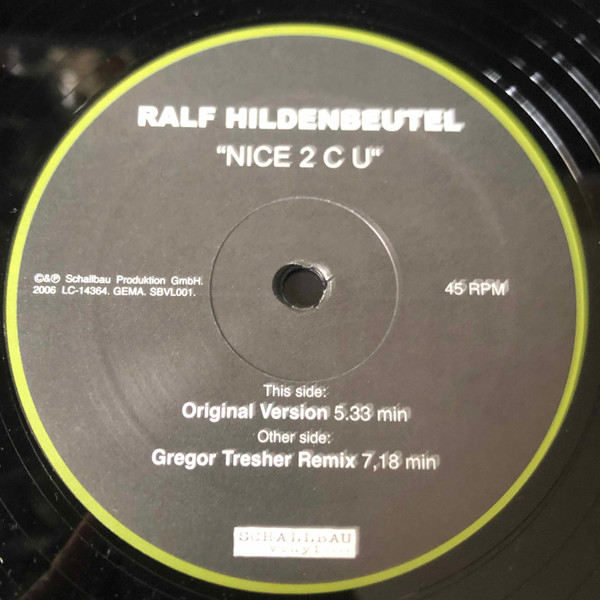 RALF HILDENBEUTEL
“NICE 2 C U“
©&℗ Schallbau Produktion GmbH.
2006 LC-14364. GEMA. SBVL001.
45 RPM
This side:
Original Version 5.33 min
Other side:
Gregor Tresher Remix 7,18 min
SCHALLBAU
vinyl